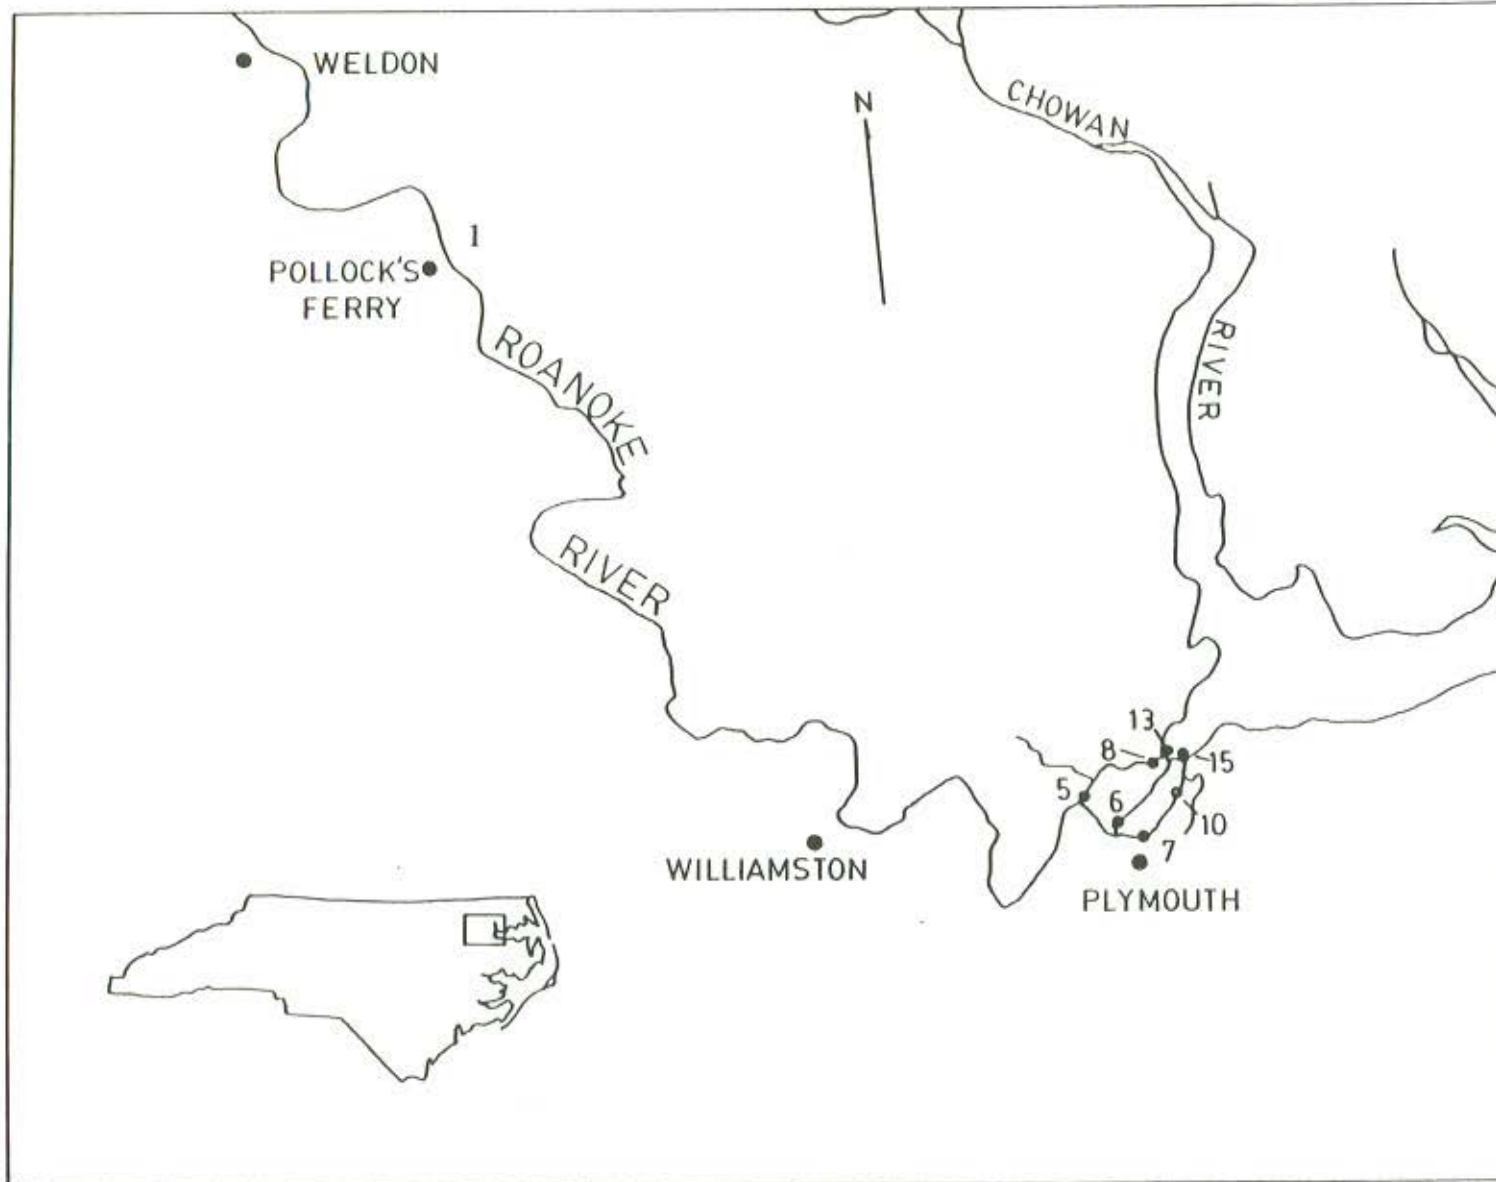 WELDON
N
CHOWAN
RIVER
1
POLLOCK'S
FERRY
ROANOKE
RIVER
13
8
15
5
6
10
7
WILLIAMSTON
PLYMOUTH